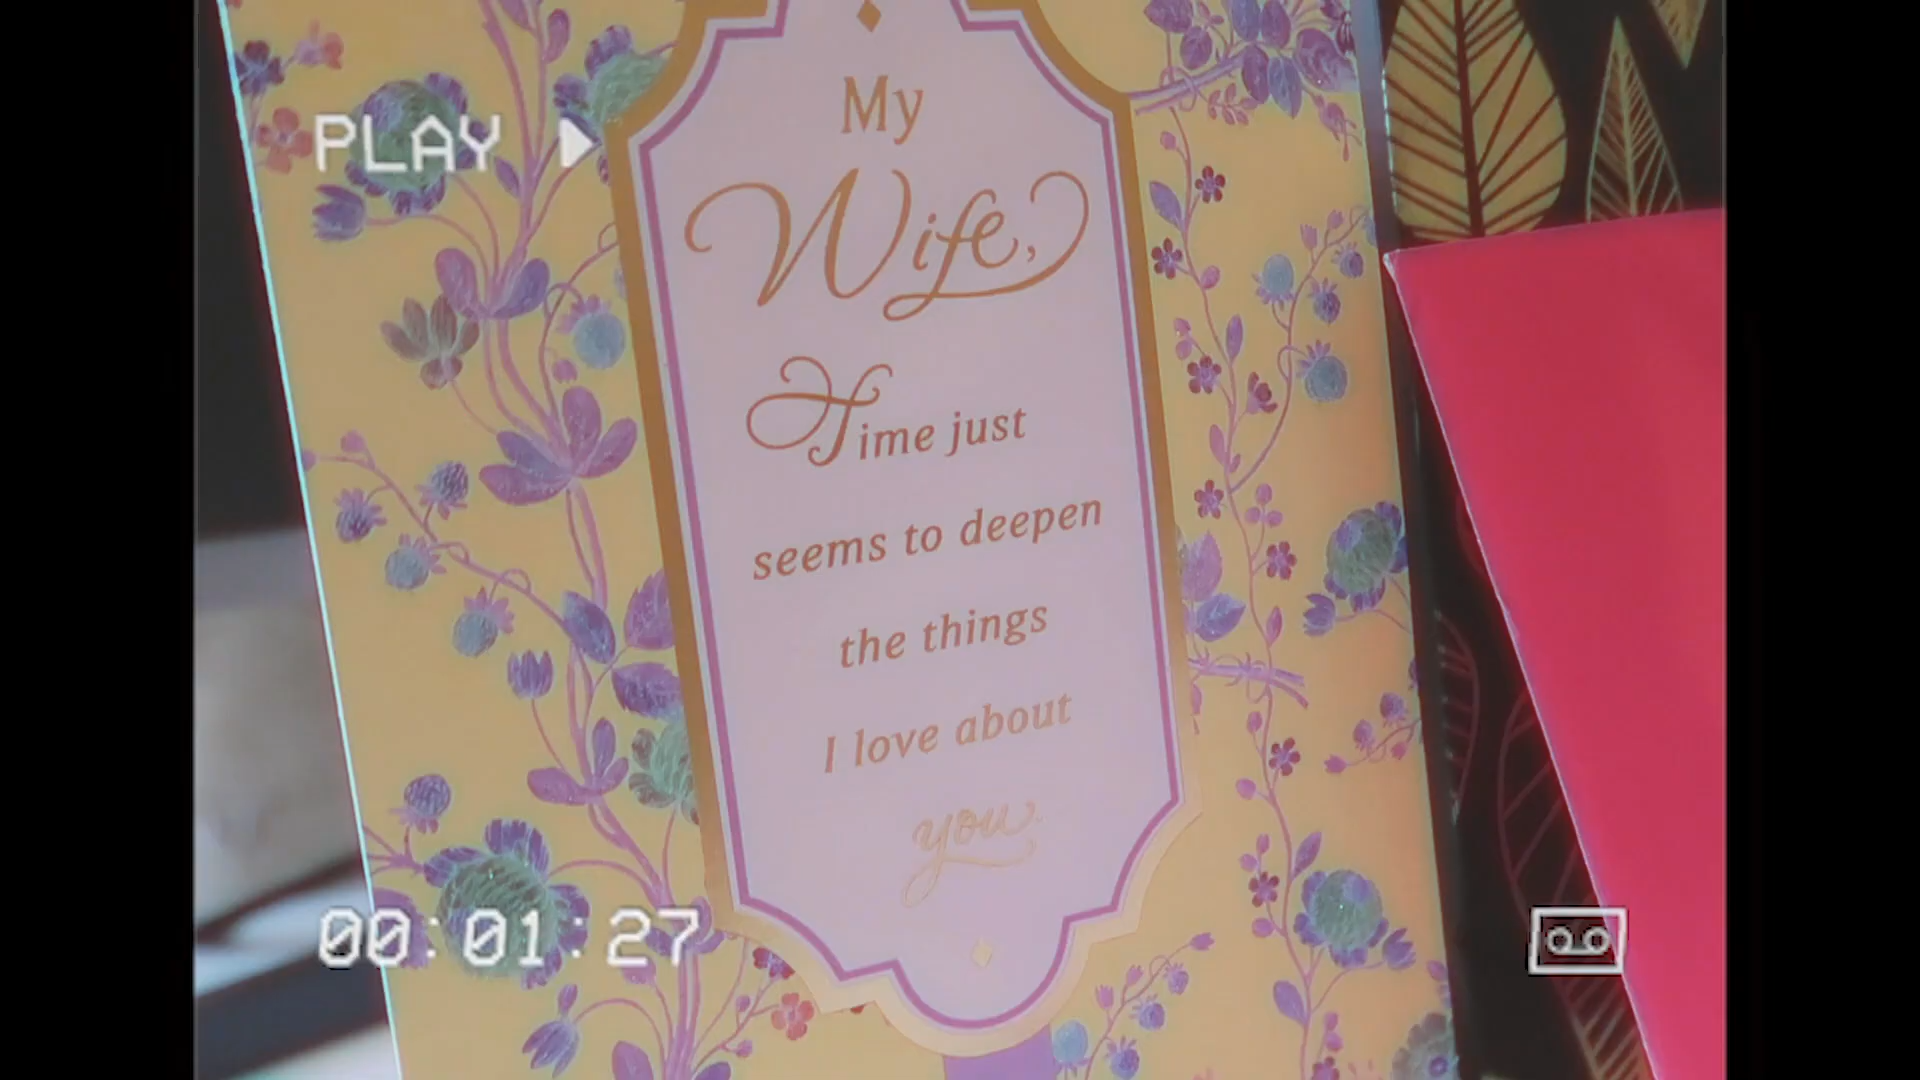 PLAY
My
Wife,
Time just
seems to deepen
the things
I love about
you.
00:01:27